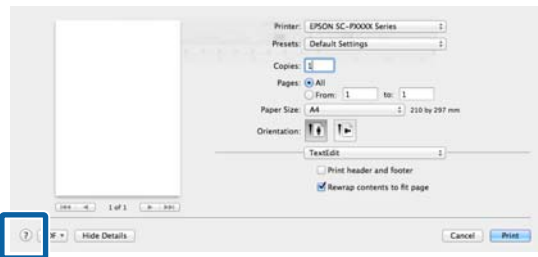 Printer: EPSON SC-PXXXX Series
Presets: Default Settings
Copies: 1
Pages: All
From: 1 to: 1
Paper Size: A4 210 by 297 mm
Orientation:
TextEdit
Print header and footer
Rewrap contents to fit page
1 of 1
? DF Hide Details Cancel Print